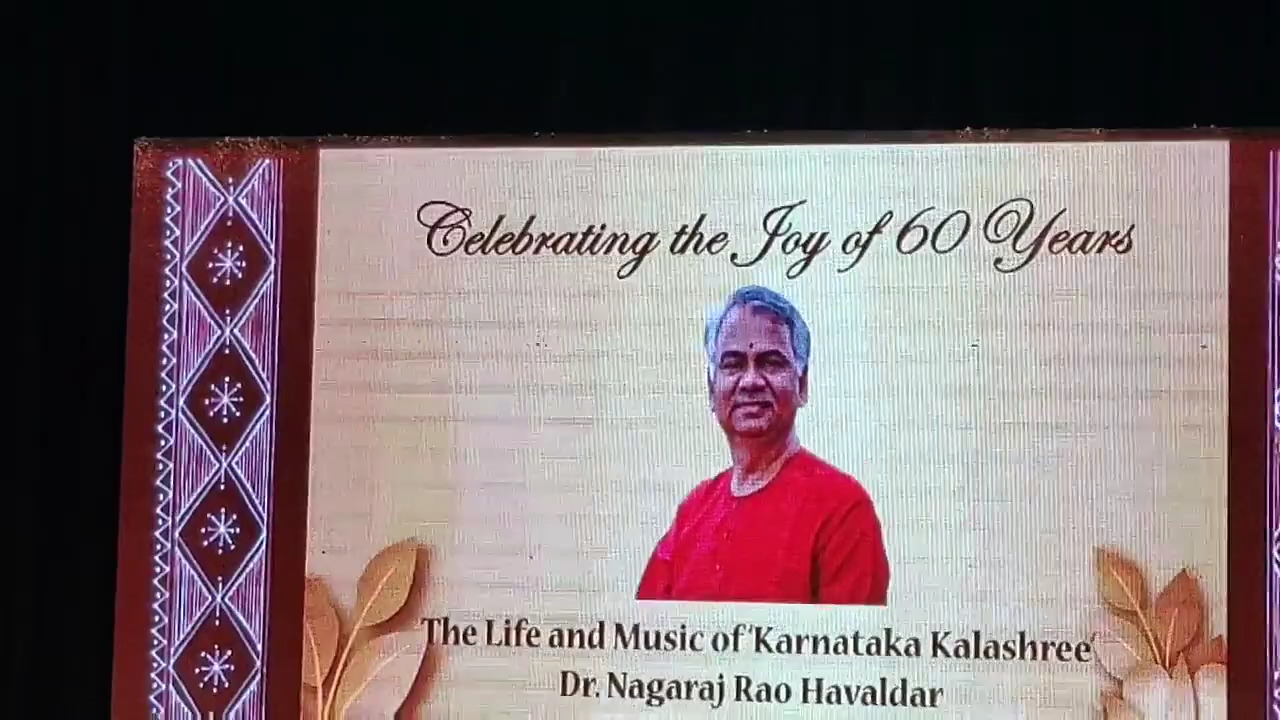 Celebrating the Joy of 60 Years
The Life and Music of 'Karnataka Kalashree'
Dr. Nagaraj Rao Havaldar